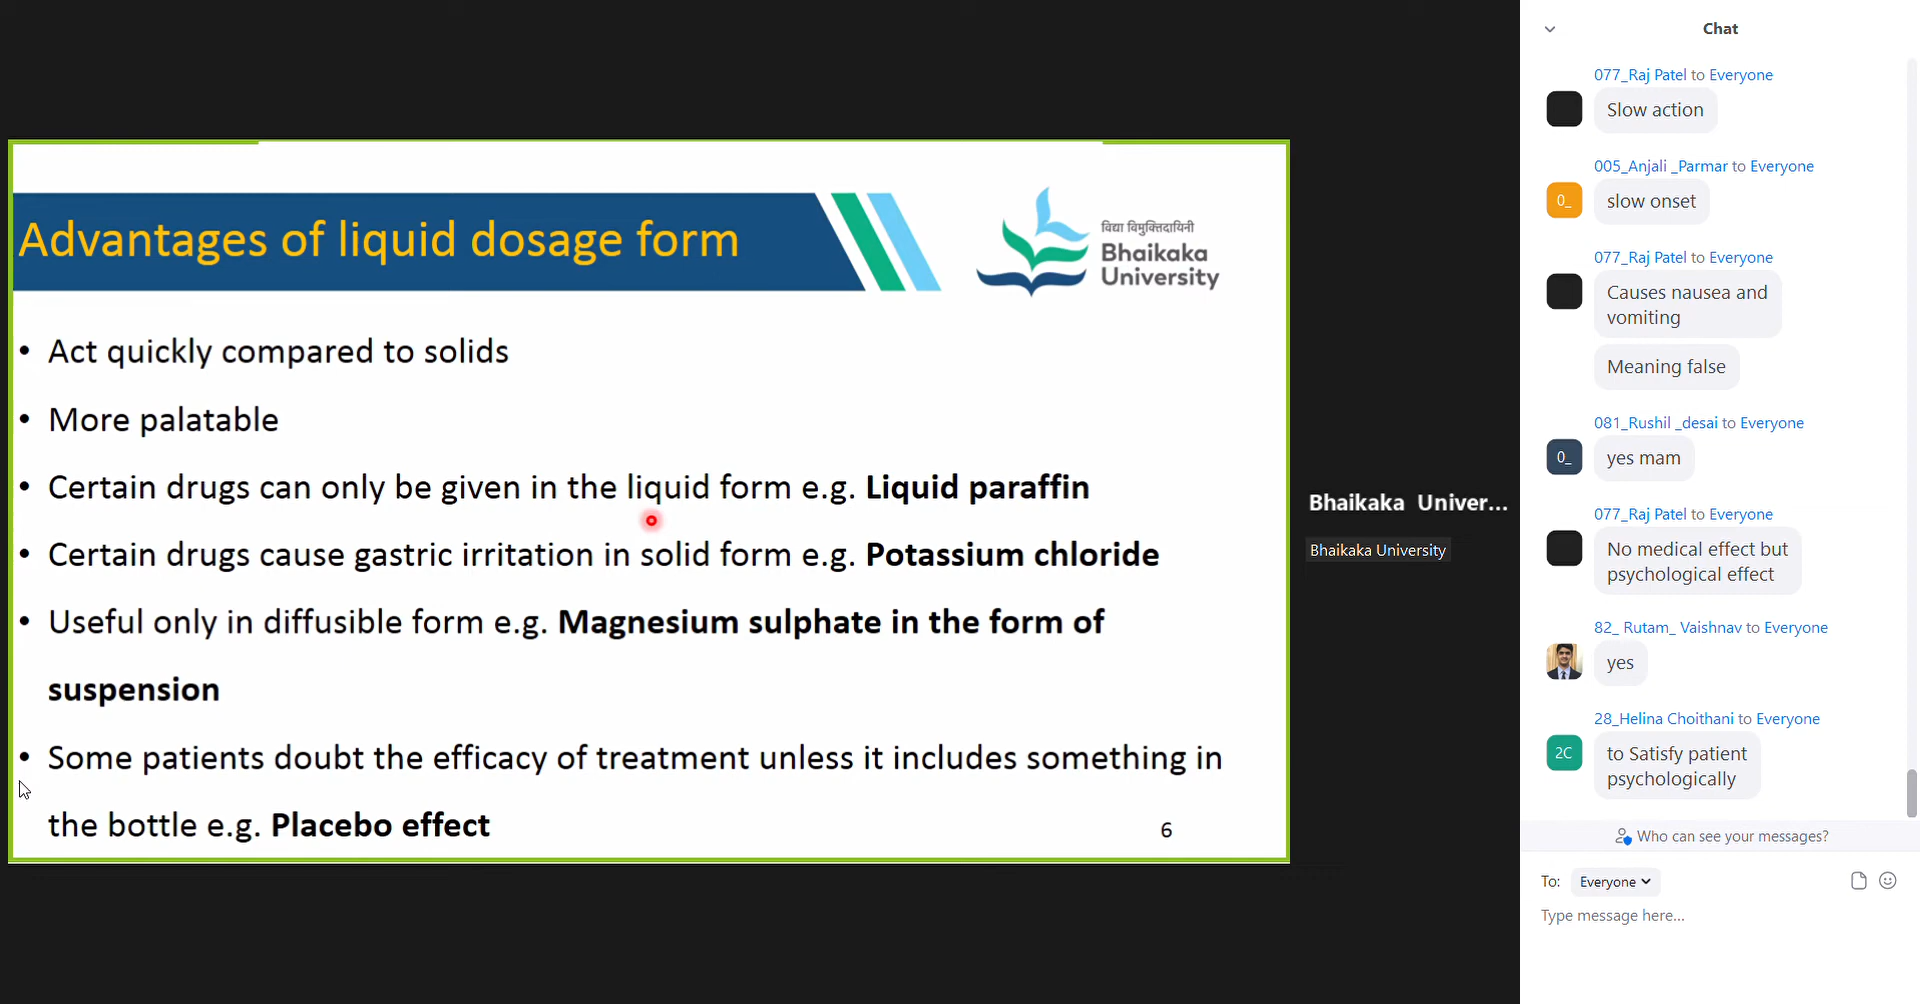 Advantages of liquid dosage form
विद्या विमुक्तिदायिनी
Bhaikaka
University
• Act quickly compared to solids
• More palatable
• Certain drugs can only be given in the liquid form e.g. Liquid paraffin
• Certain drugs cause gastric irritation in solid form e.g. Potassium chloride
• Useful only in diffusible form e.g. Magnesium sulphate in the form of
suspension
• Some patients doubt the efficacy of treatment unless it includes something in
the bottle e.g. Placebo effect
6
Bhaikaka Univer...
Bhaikaka University
Chat
077_Raj Patel to Everyone
Slow action
005_Anjali _Parmar to Everyone
0_
slow onset
077_Raj Patel to Everyone
Causes nausea and
vomiting
Meaning false
081_Rushil _desai to Everyone
0_
yes mam
077_Raj Patel to Everyone
No medical effect but
psychological effect
82_ Rutam_ Vaishnav to Everyone
yes
28_Helina Choithani to Everyone
2C
to Satisfy patient
psychologically
Who can see your messages?
To: Everyone
Type message here...